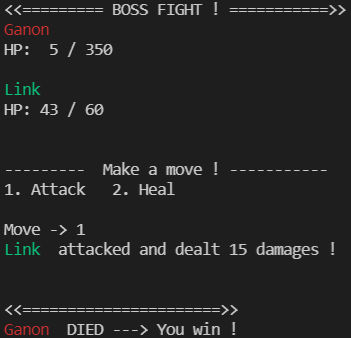 <<========= BOSS FIGHT ! ===========>>
Ganon
HP:  5 / 350
Link
HP: 43 / 60
---------  Make a move ! -----------
1. Attack   2. Heal
Move -> 1
Link  attacked and dealt 15 damages !
<<======================>>
Ganon  DIED ---> You win !